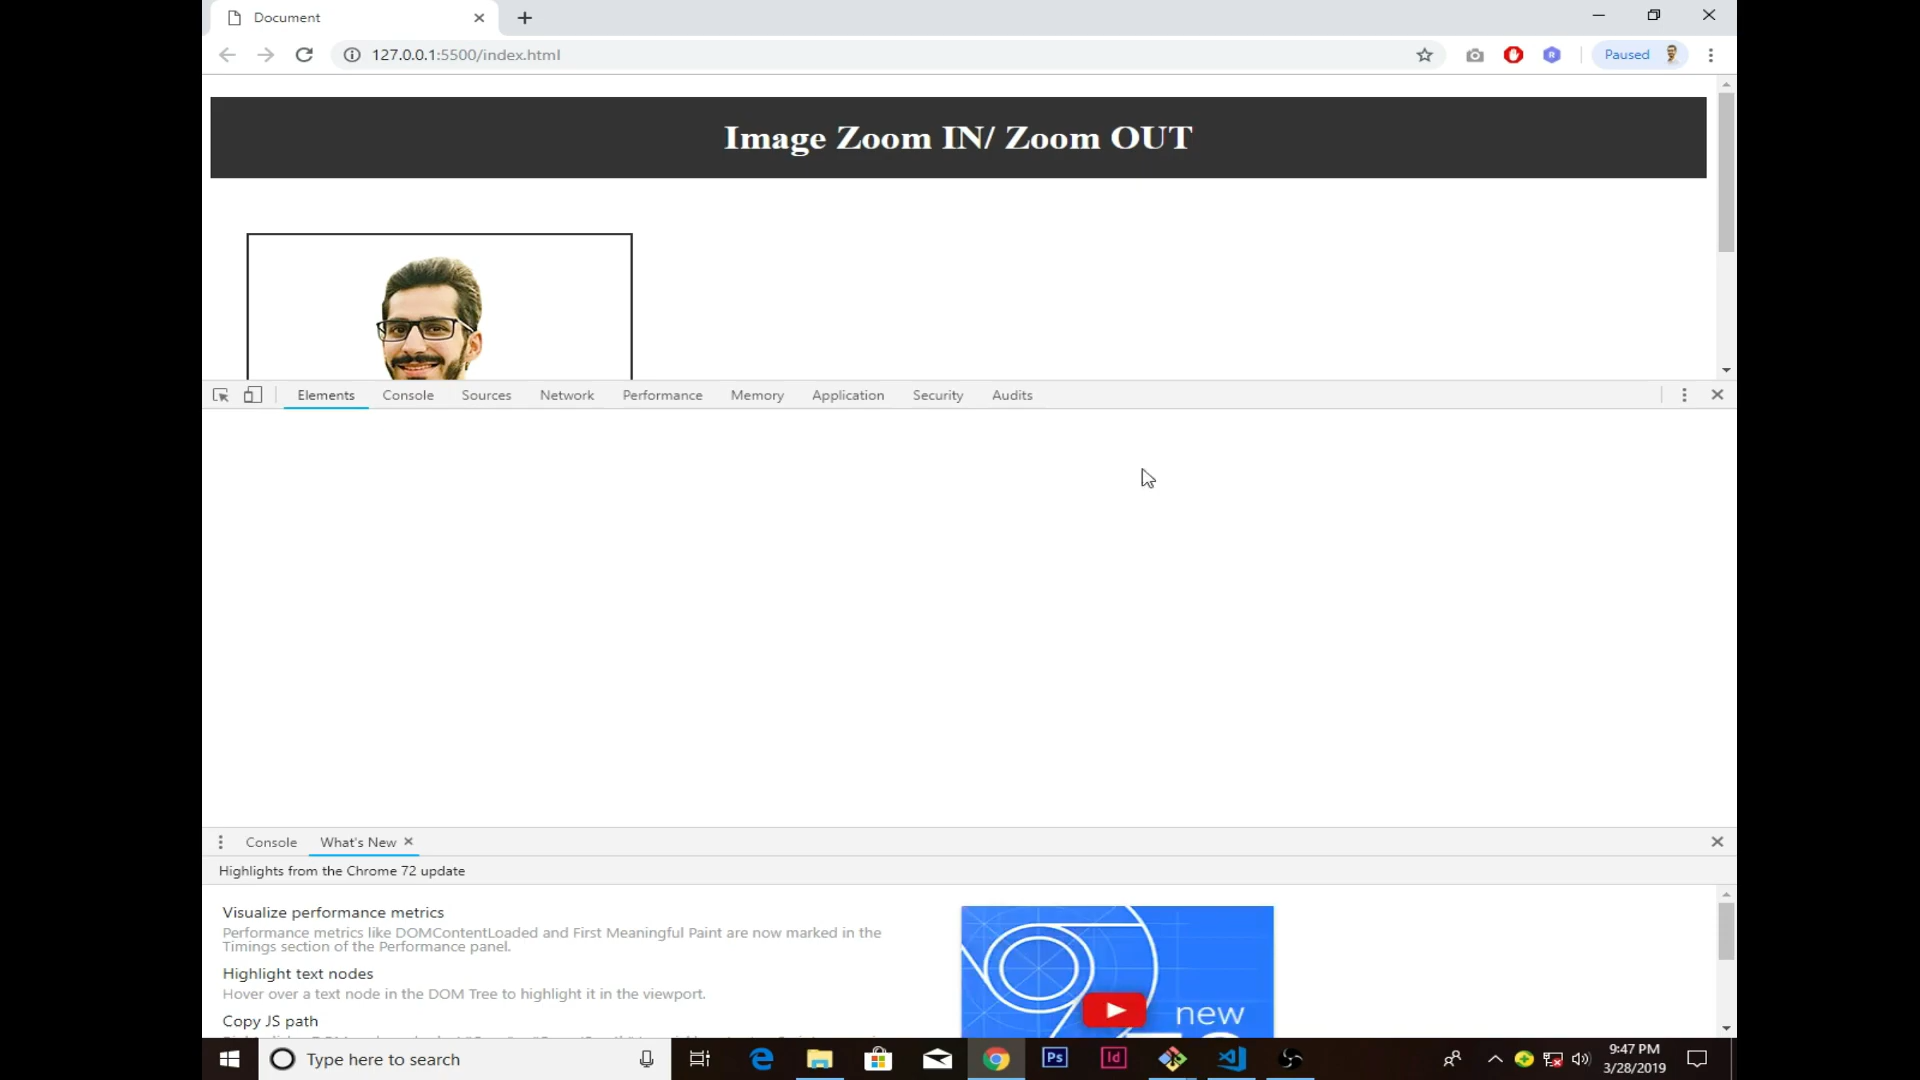 Document
127.0.0.1:5500/index.html
Paused
Image Zoom IN/ Zoom OUT
Elements Console Sources Network Performance Memory Application Security Audits
Console What's New
Highlights from the Chrome 72 update
Visualize performance metrics
Performance metrics like DOMContentLoaded and First Meaningful Paint are now marked in the
Timings section of the Performance panel.
Highlight text nodes
Hover over a text node in the DOM Tree to highlight it in the viewport.
Copy JS path
new
Type here to search
Ps
Id
9:47 PM
3/28/2019